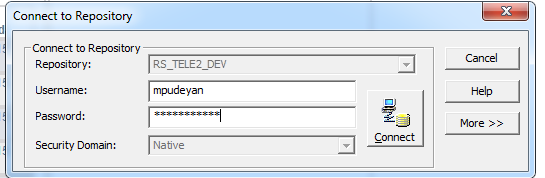 Connect to Repository
Connect to Repository
Repository: RS_TELE2_DEV
Username: mpudeyan
Password: ***********
Security Domain: Native
Connect
Cancel
Help
More >>